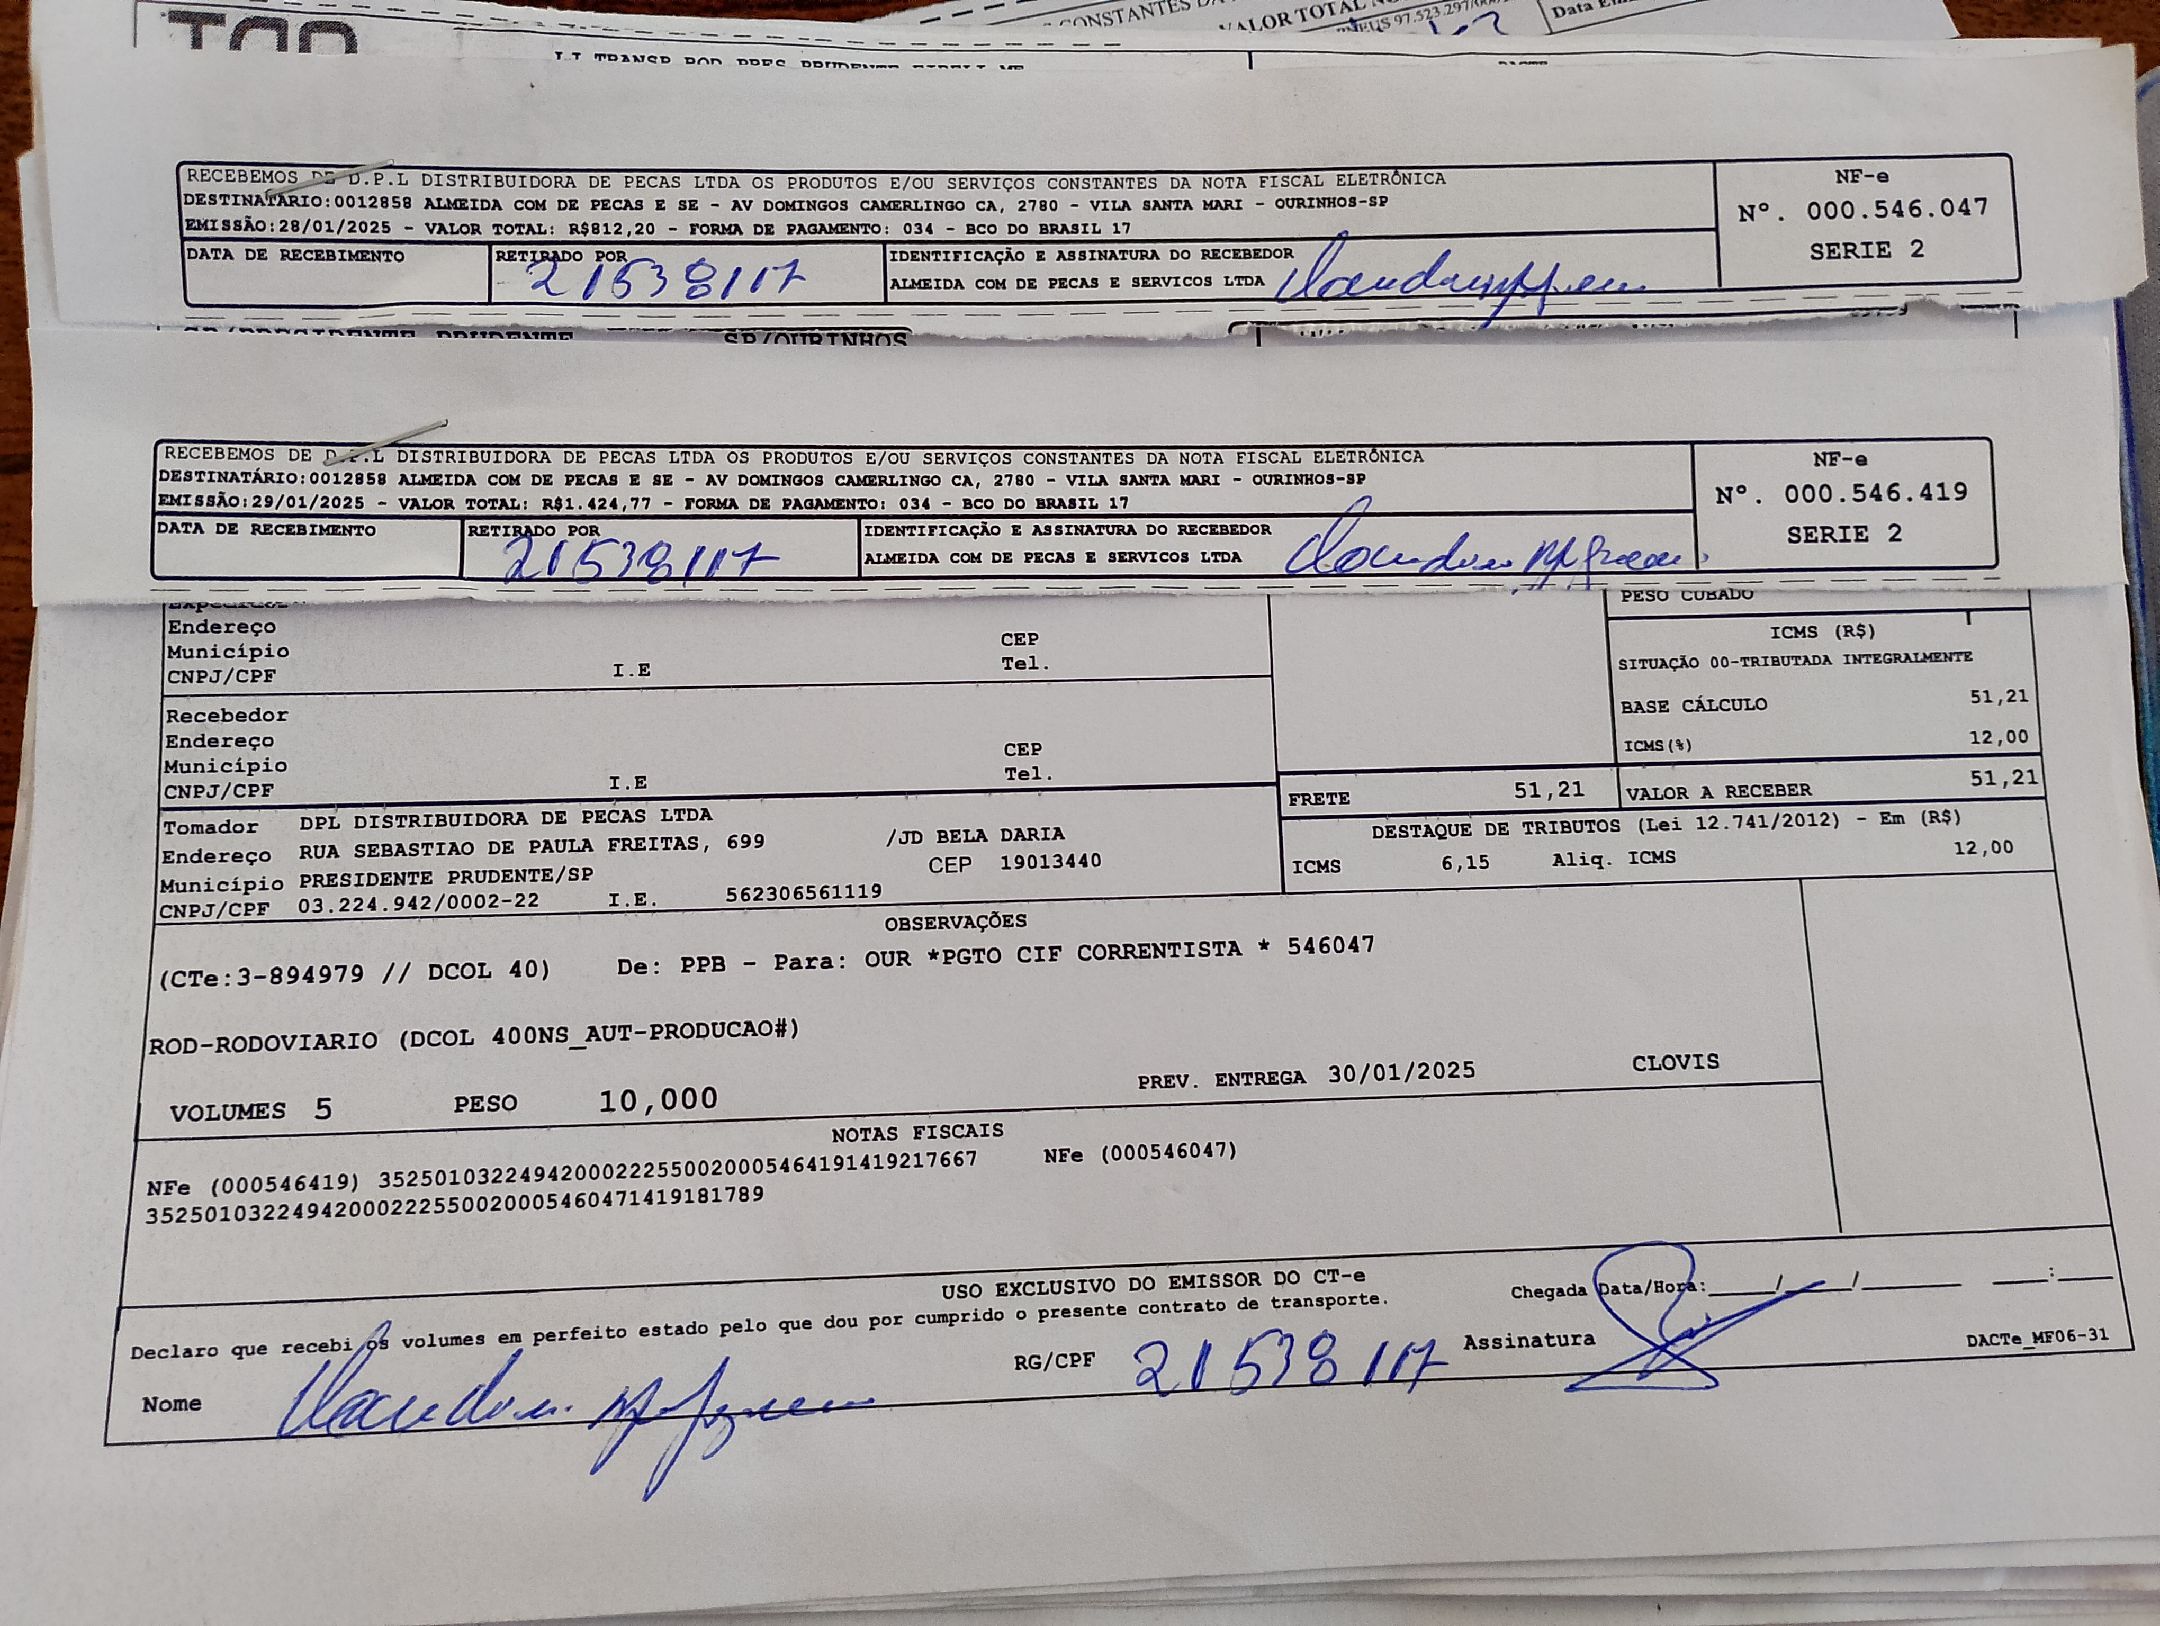 CONSTANTES DA
VALOR TOTAL
Data
RECEBEMOS DE D.P.L DISTRIBUIDORA DE PECAS LTDA OS PRODUTOS E/OU SERVIÇOS CONSTANTES DA NOTA FISCAL ELETRÔNICA
DESTINATÁRIO:0012858 ALMEIDA COM DE PECAS E SE - AV DOMINGOS CAMERLINGO CA, 2780 - VILA SANTA MARI - OURINHOS-SP
EMISSÃO:28/01/2025 - VALOR TOTAL: R$812,20 - FORMA DE PAGAMENTO: 034 - BCO DO BRASIL 17
NF-e
Nº. 000.546.047
SERIE 2
DATA DE RECEBIMENTO
RETIRADO POR
21538117
IDENTIFICAÇÃO E ASSINATURA DO RECEBEDOR
ALMEIDA COM DE PECAS E SERVICOS LTDA
SP/OURINHOS
RECEBEMOS DE D.P.L DISTRIBUIDORA DE PECAS LTDA OS PRODUTOS E/OU SERVIÇOS CONSTANTES DA NOTA FISCAL ELETRÔNICA
DESTINATÁRIO:0012858 ALMEIDA COM DE PECAS E SE - AV DOMINGOS CAMERLINGO CA, 2780 - VILA SANTA MARI - OURINHOS-SP
EMISSÃO:29/01/2025 - VALOR TOTAL: R$1.424,77 - FORMA DE PAGAMENTO: 034 - BCO DO BRASIL 17
NF-e
Nº. 000.546.419
SERIE 2
DATA DE RECEBIMENTO
RETIRADO POR
21538117
IDENTIFICAÇÃO E ASSINATURA DO RECEBEDOR
ALMEIDA COM DE PECAS E SERVICOS LTDA
Endereço
Município CEP
CNPJ/CPF I.E Tel.
Recebedor
Endereço
Município CEP
CNPJ/CPF I.E Tel.
PESO CUBADO
ICMS (R$)
SITUAÇÃO 00-TRIBUTADA INTEGRALMENTE
BASE CÁLCULO 51,21
ICMS(%) 12,00
FRETE 51,21 VALOR A RECEBER 51,21
Tomador DPL DISTRIBUIDORA DE PECAS LTDA
Endereço RUA SEBASTIAO DE PAULA FREITAS, 699 /JD BELA DARIA
Município PRESIDENTE PRUDENTE/SP CEP 19013440
CNPJ/CPF 03.224.942/0002-22 I.E. 562306561119
DESTAQUE DE TRIBUTOS (Lei 12.741/2012) - Em (R$)
ICMS 6,15 Aliq. ICMS 12,00
OBSERVAÇÕES
(CTe:3-894979 // DCOL 40) De: PPB - Para: OUR *PGTO CIF CORRENTISTA * 546047
ROD-RODOVIARIO (DCOL 400NS_AUT-PRODUCAO#)
VOLUMES 5 PESO 10,000 PREV. ENTREGA 30/01/2025 CLOVIS
NOTAS FISCAIS
NFe (000546419) 35250103224942000222550020005464191419217667 NFe (000546047)
35250103224942000222550020005460471419181789
USO EXCLUSIVO DO EMISSOR DO CT-e
Declaro que recebi os volumes em perfeito estado pelo que dou por cumprido o presente contrato de transporte.
Chegada Data/Hora:____/____/____ ___:___
Nome
RG/CPF 21538117 Assinatura
DACTe_MF06-31